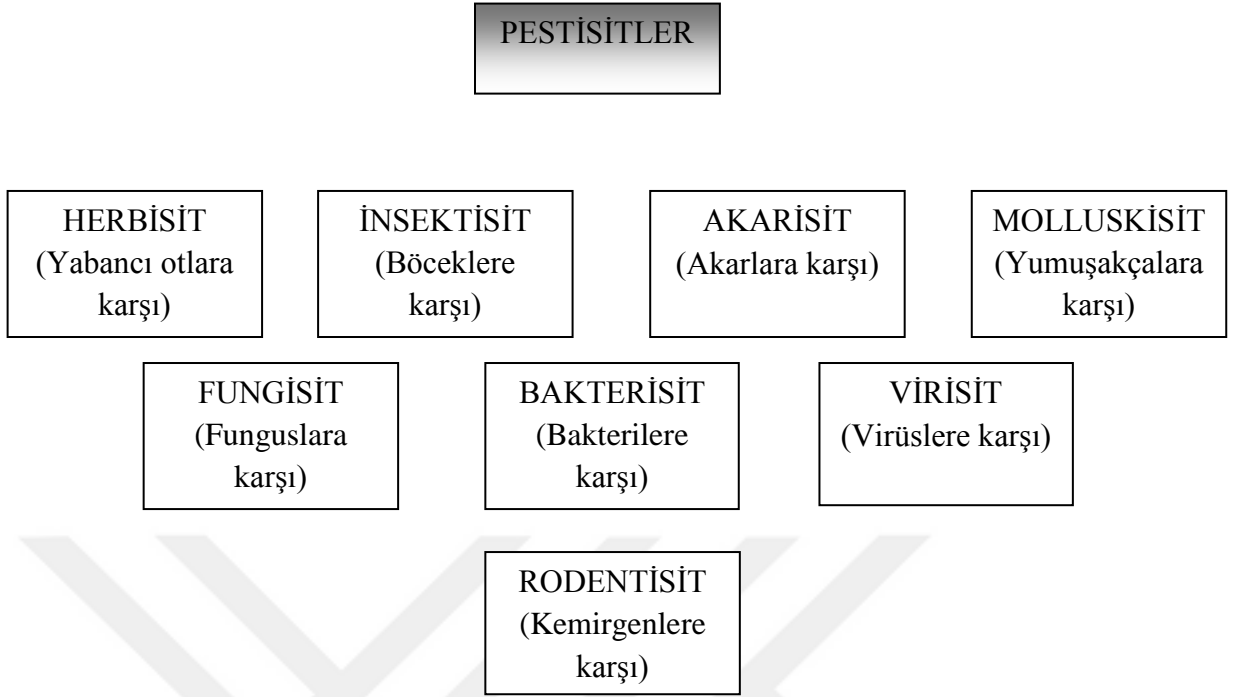 PESTİSİTLER
HERBİSİT
(Yabancı otlara
karşı)
İNSEKTİSİT
(Böceklere
karşı)
AKARİSİT
(Akarlara karşı)
MOLLUSKİSİT
(Yumuşakçalara
karşı)
FUNGİSİT
(Funguslara
karşı)
BAKTERİSİT
(Bakterilere
karşı)
VİRİSİT
(Virüslere karşı)
RODENTİSİT
(Kemirgenlere
karşı)